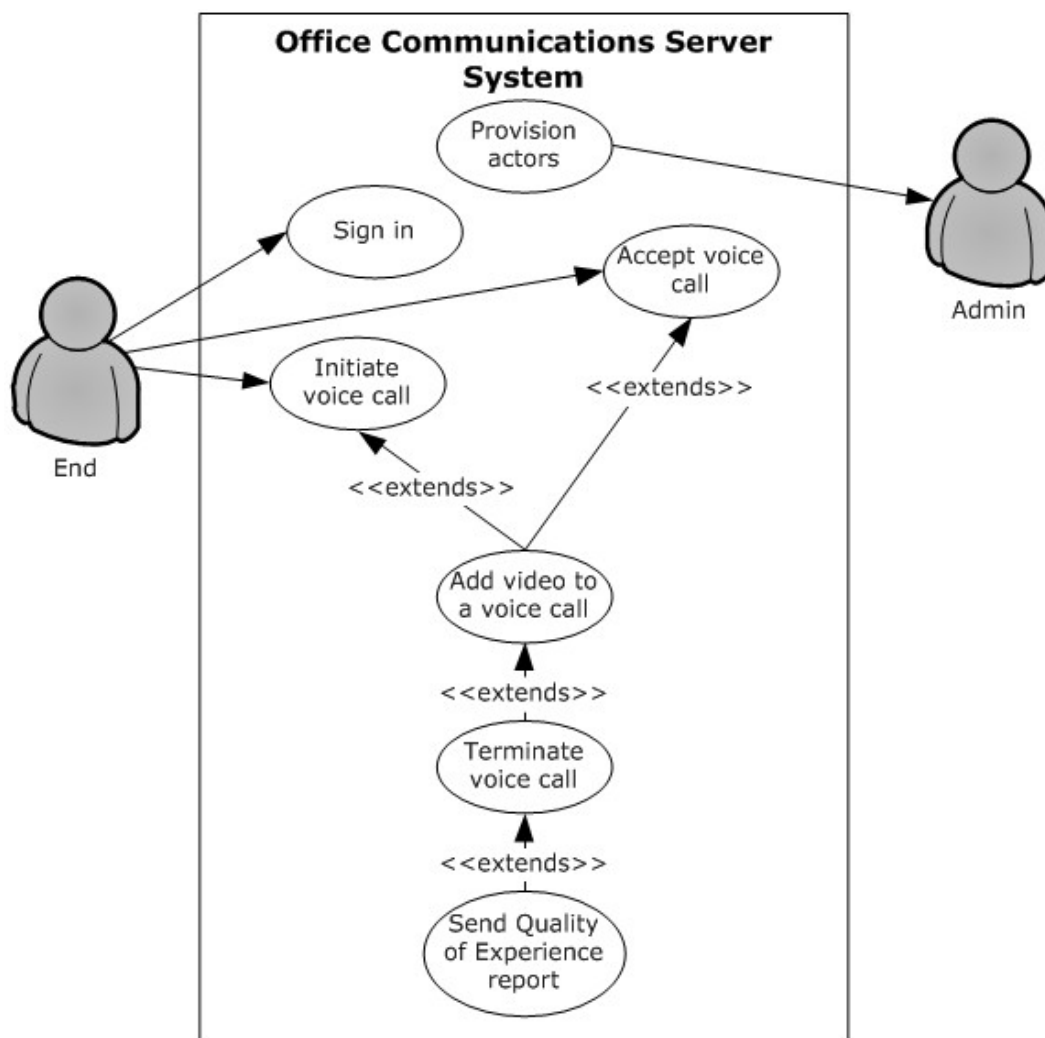 Office Communications Server
System
Provision
actors
Sign in
Accept voice
call
Admin
Initiate
voice call
<<extends>>
End
<<extends>>
Add video to
a voice call
<<extends>>
Terminate
voice call
<<extends>>
Send Quality
of Experience
report